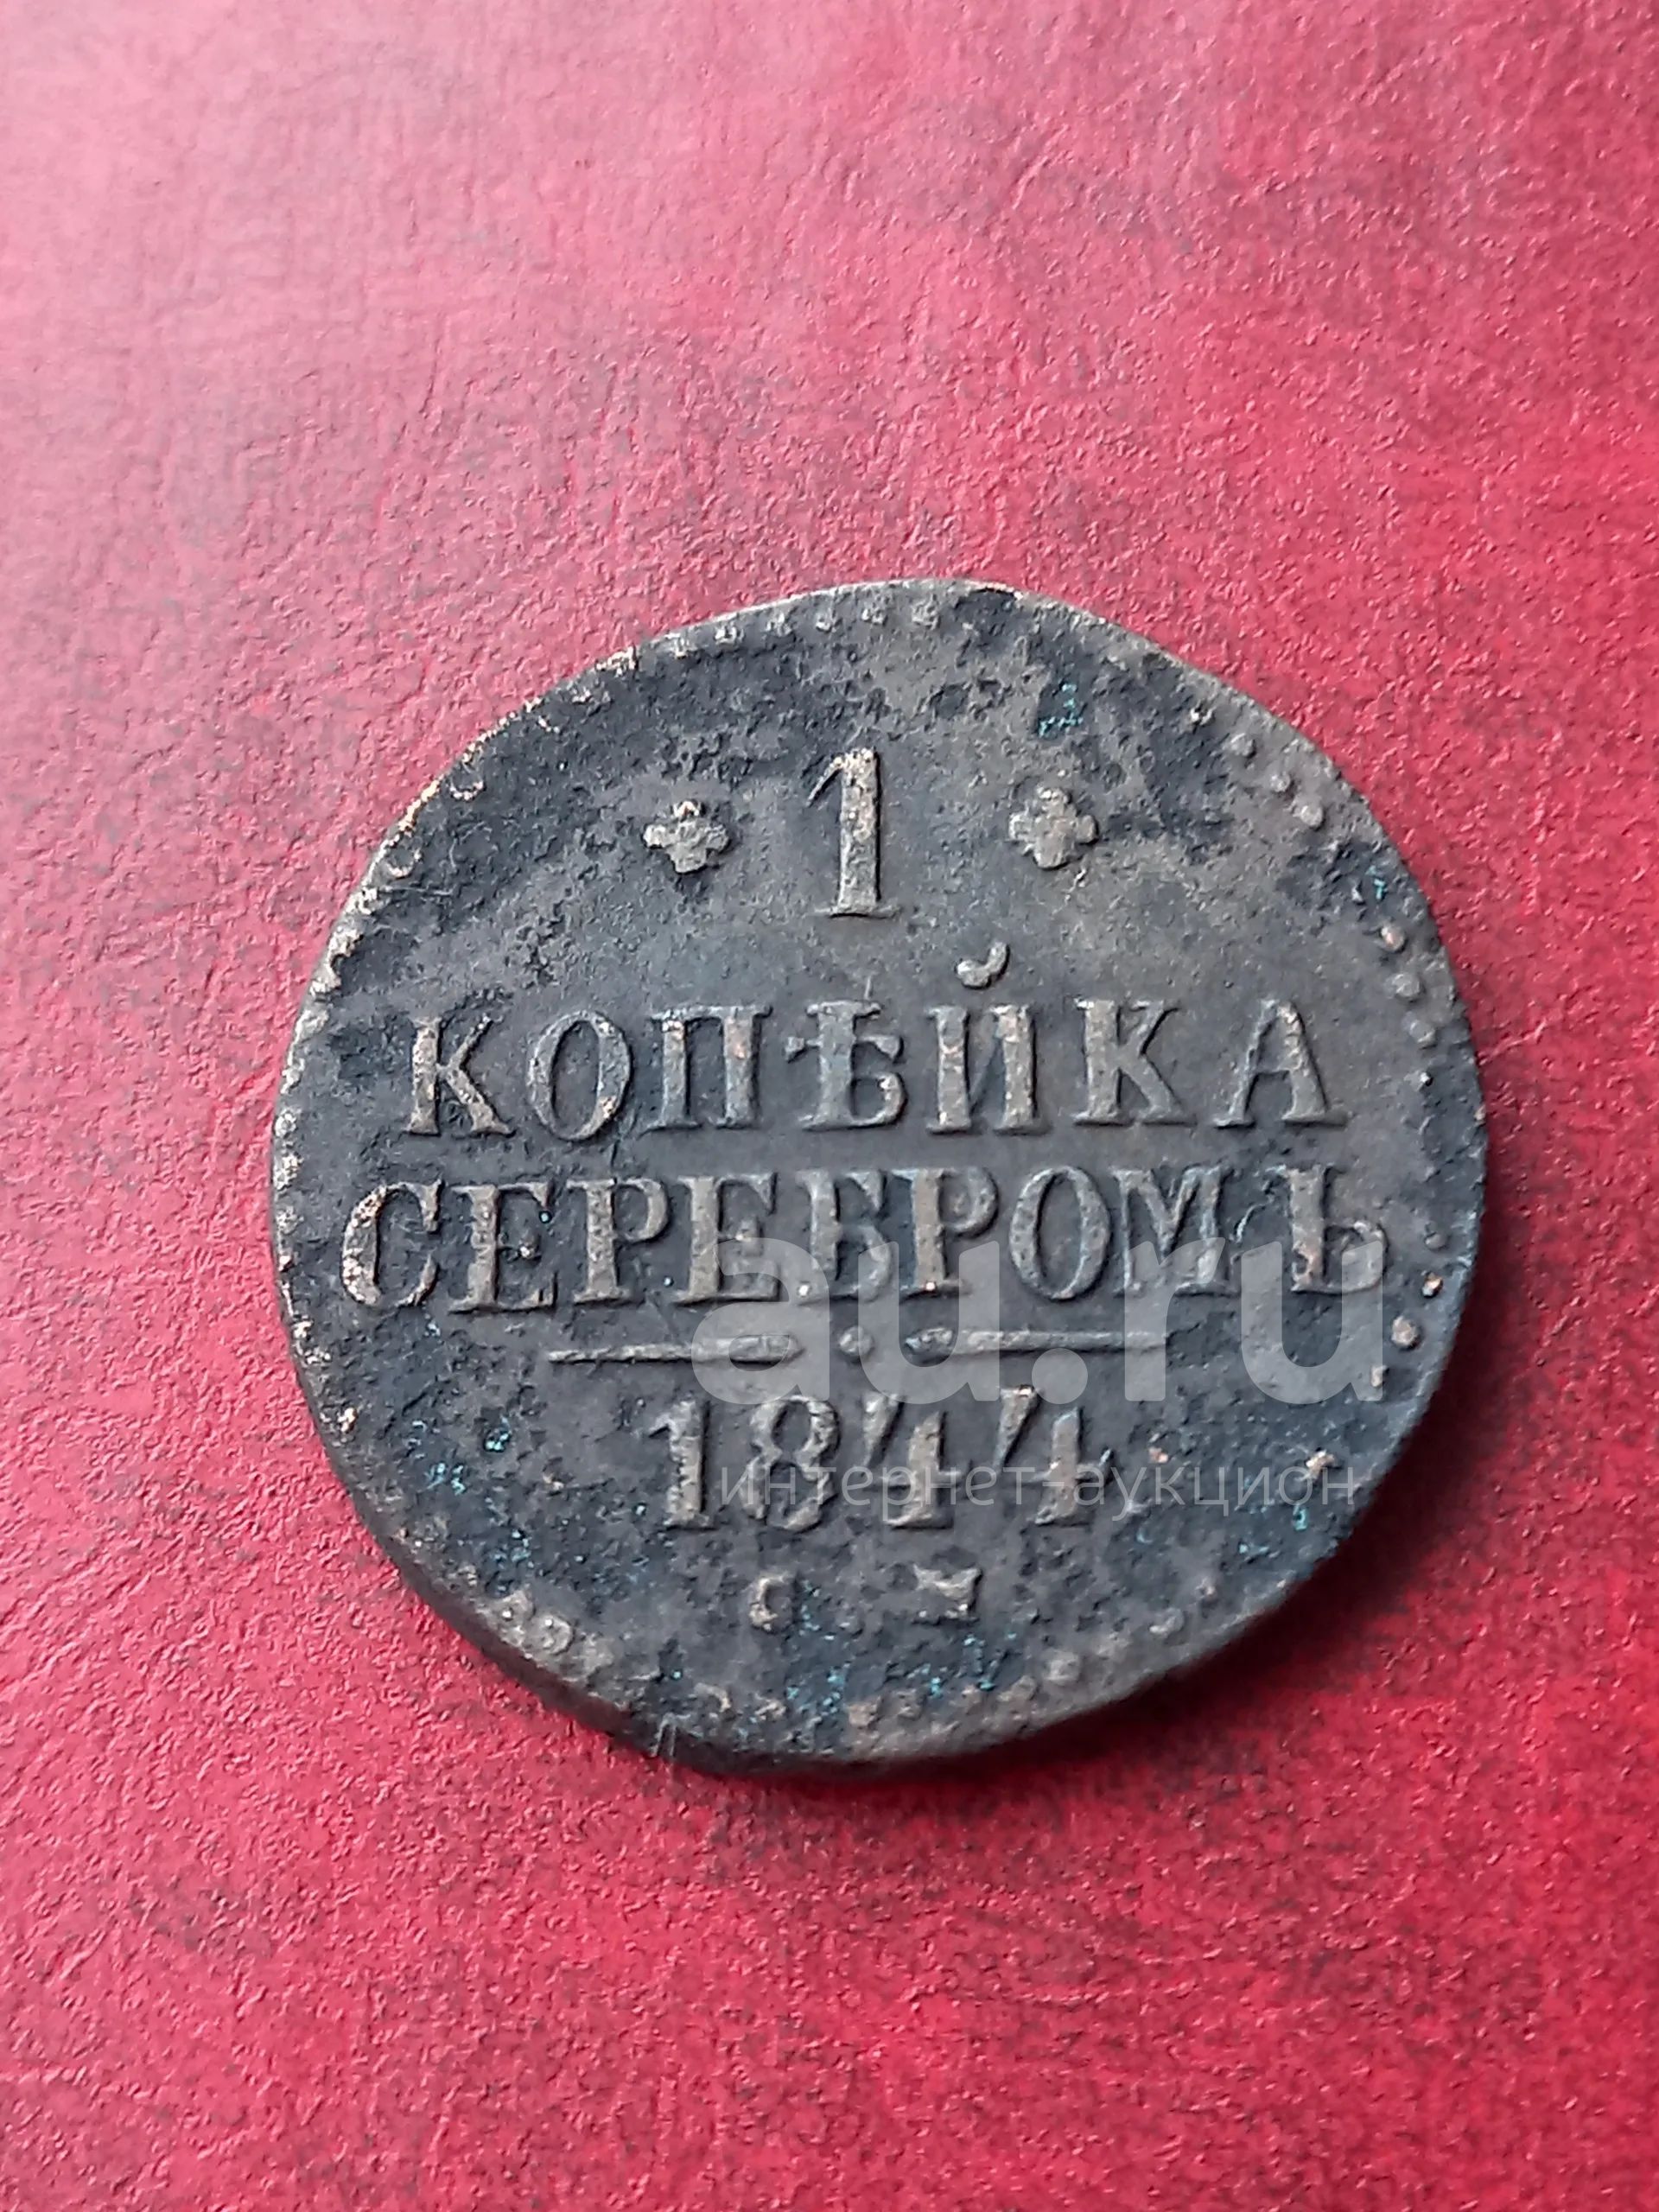 1
КОПѢЙКА
СЕРЕБРОМЪ
1844
С М
au.ru
интернет-аукцион